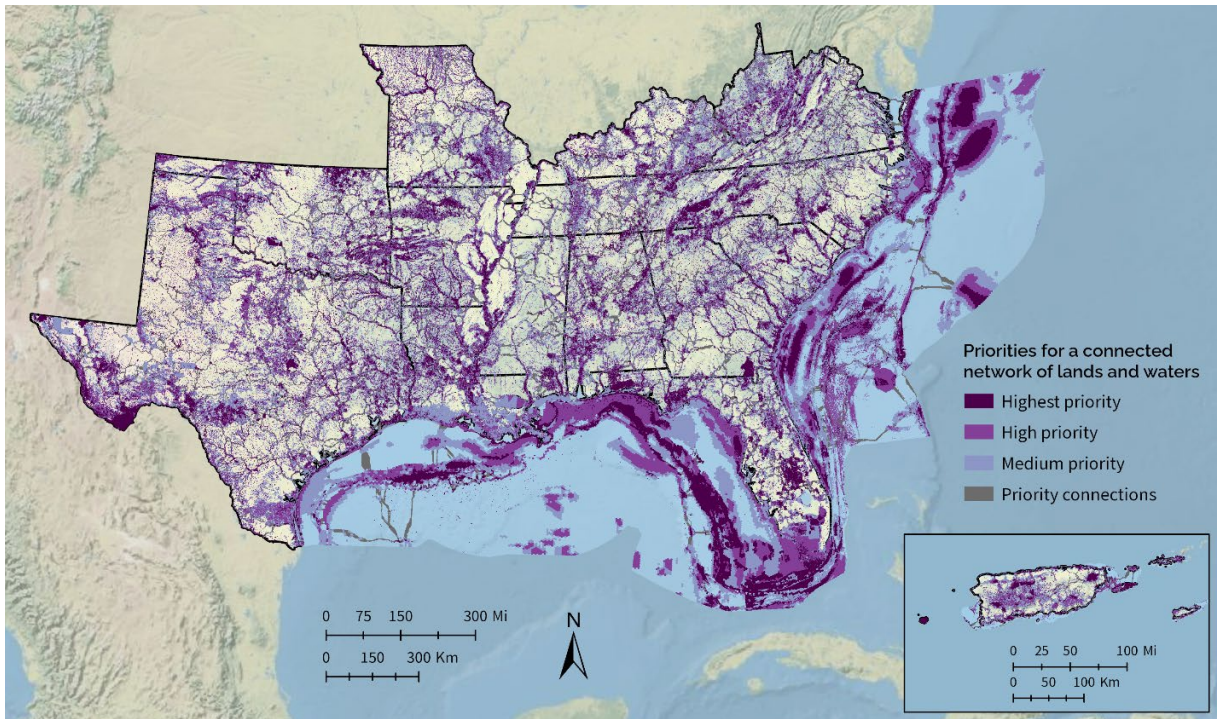 Priorities for a connected
network of lands and waters
Highest priority
High priority
Medium priority
Priority connections
0 75 150 300 Mi
0 150 300 Km
N
0 25 50 100 Mi
0 50 100 Km